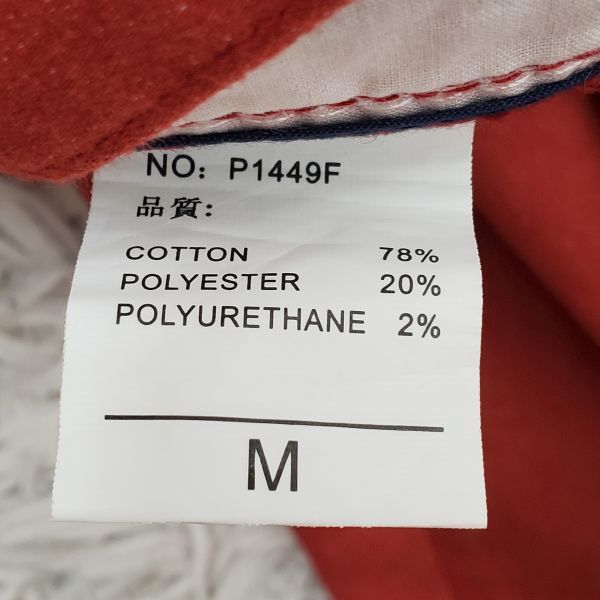 NO: P1449F
品質:
COTTON 78%
POLYESTER 20%
POLYURETHANE 2%
M